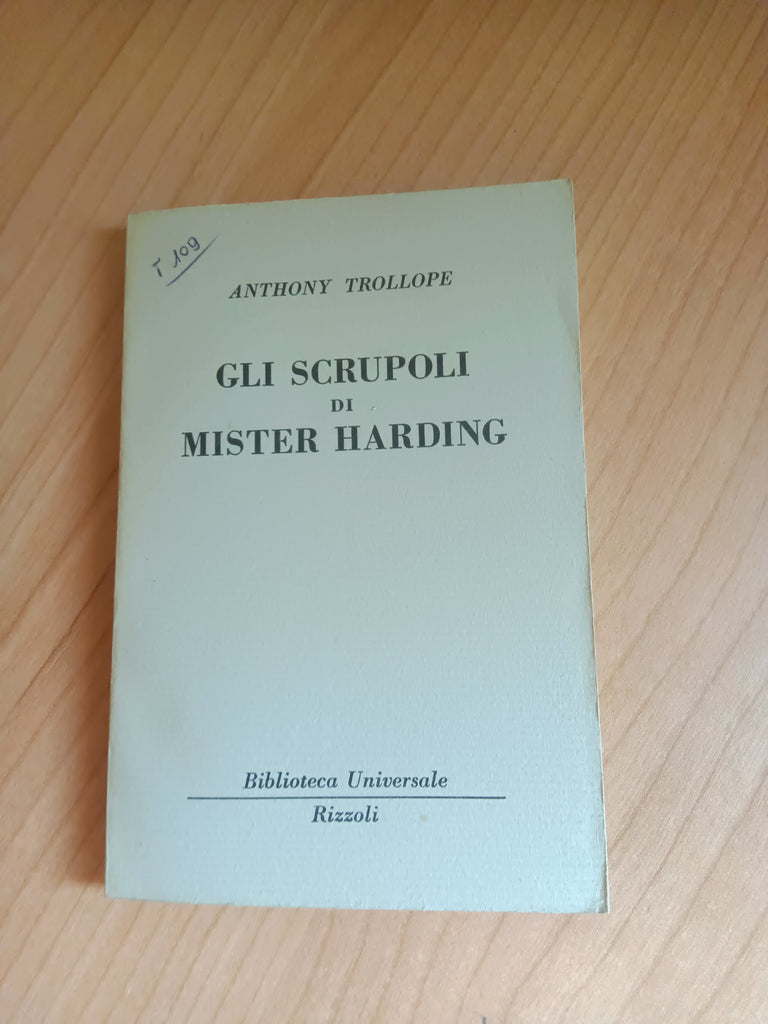 T 109
ANTHONY TROLLOPE
GLI SCRUPOLI
DI
MISTER HARDING
Biblioteca Universale
Rizzoli